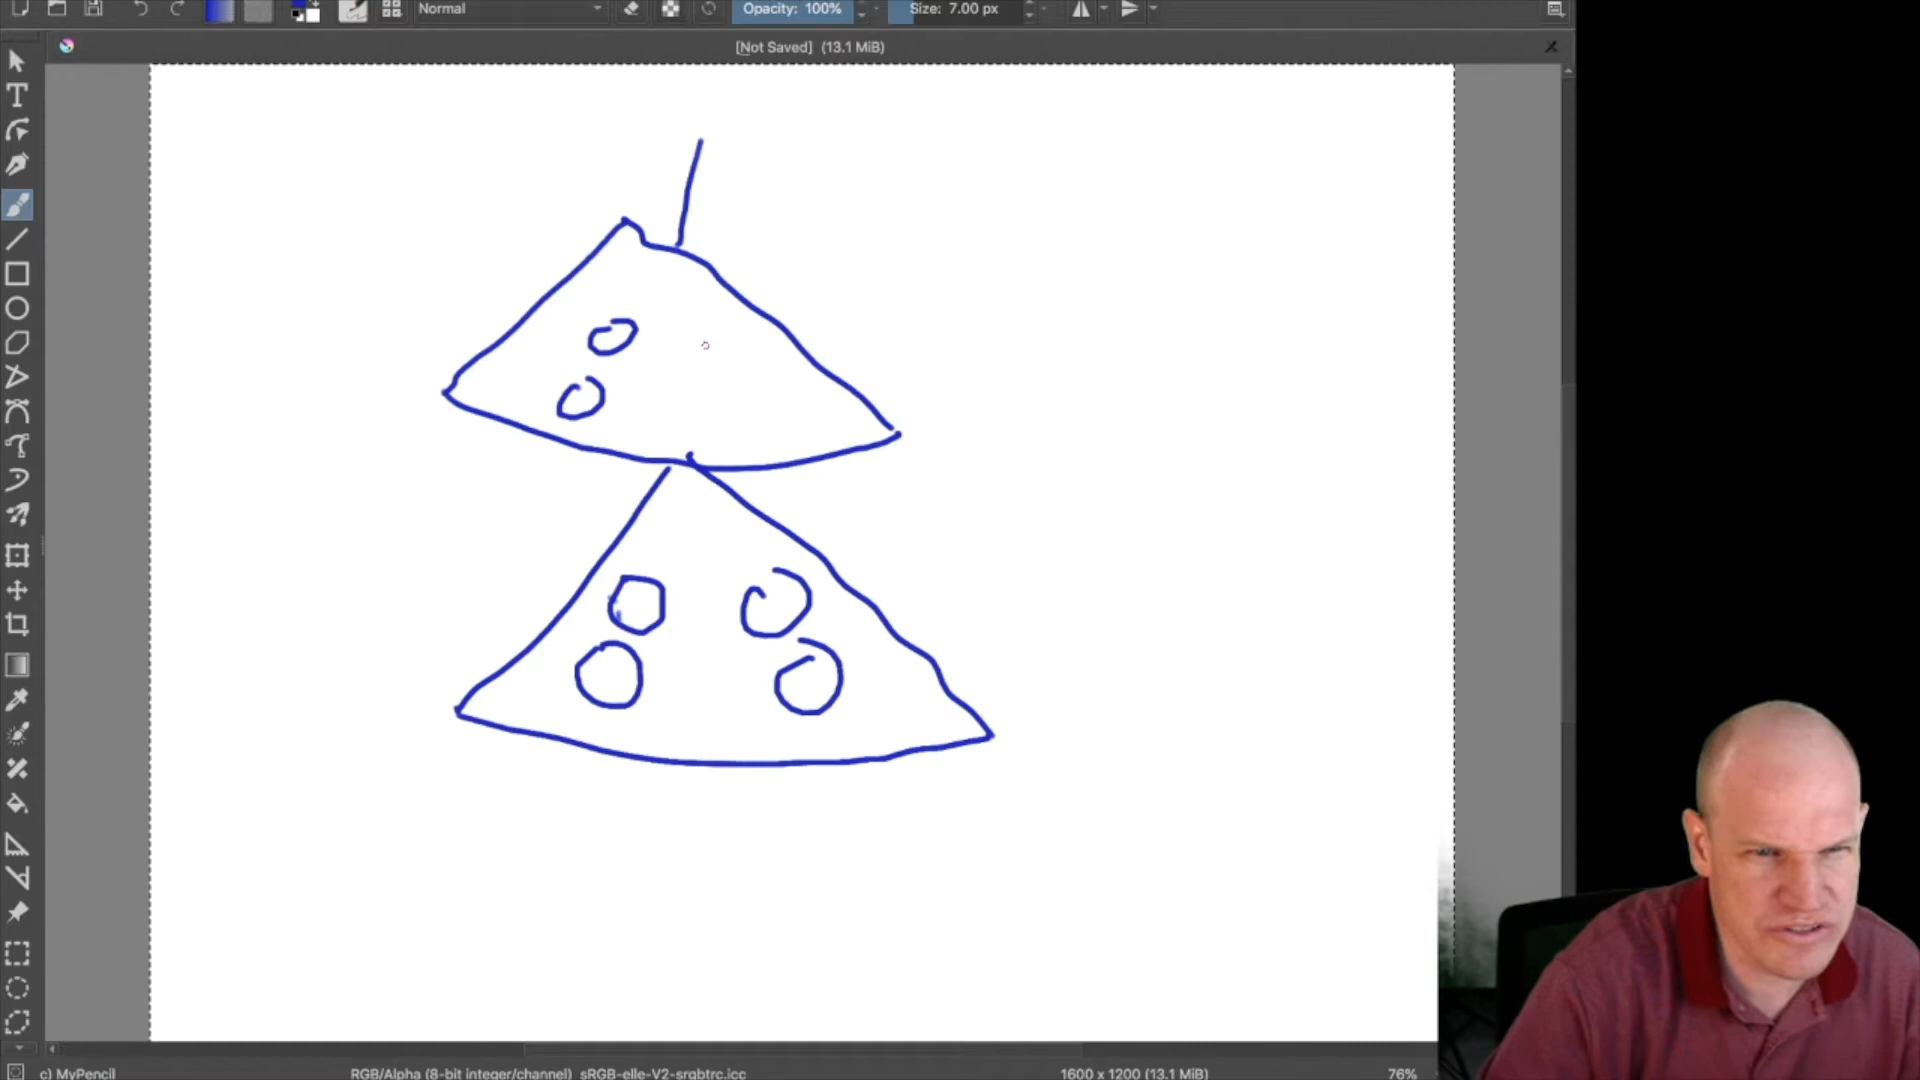 Normal
Opacity: 100%
Size: 7.00 px
[Not Saved] (13.1 MiB)
c) MyPencil
RGB/Alpha (8-bit integer/channel) sRGB-elle-V2-srgbtrc.icc
1600 x 1200 (13.1 MiB)
76%